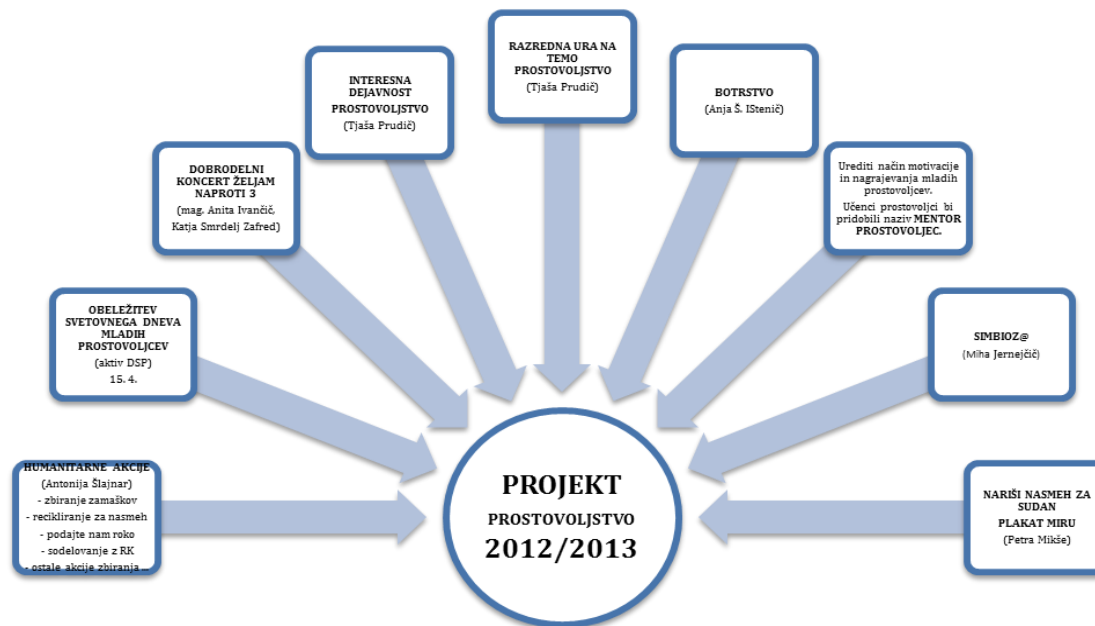 RAZREDNA URA NA
TEMO
PROSTOVOLJSTVO
(Tjaša Prudič)
INTERESNA
DEJAVNOST
PROSTOVOLJSTVO
(Tjaša Prudič)
BOTRSTVO
(Anja Š. IStenič)
DOBRODELNI
KONCERT ŽELJAM
NAPROTI 3
(mag. Anita Ivančič,
Katja Smrdelj Zafred)
Urediti način motivacije
in nagrajevanja mladih
prostovoljcev.
Učenci prostovoljci bi
pridobili naziv MENTOR
PROSTOVOLJEC.
OBELEŽITEV
SVETOVNEGA DNEVA
MLADIH
PROSTOVOLJCEV
(aktiv DSP)
15. 4.
SIMBIOZ@
(Miha Jernejčič)
HUMANITARNE AKCIJE
(Antonija Šlajnar)
- zbiranje zamaškov
- recikliranje za nasmeh
- podajte nam roko
- sodelovanje z RK
- ostale akcije zbiranja ...
PROJEKT
PROSTOVOLJSTVO
2012/2013
NARIŠI NASMEH ZA
SUDAN
PLAKAT MIRU
(Petra Mikše)